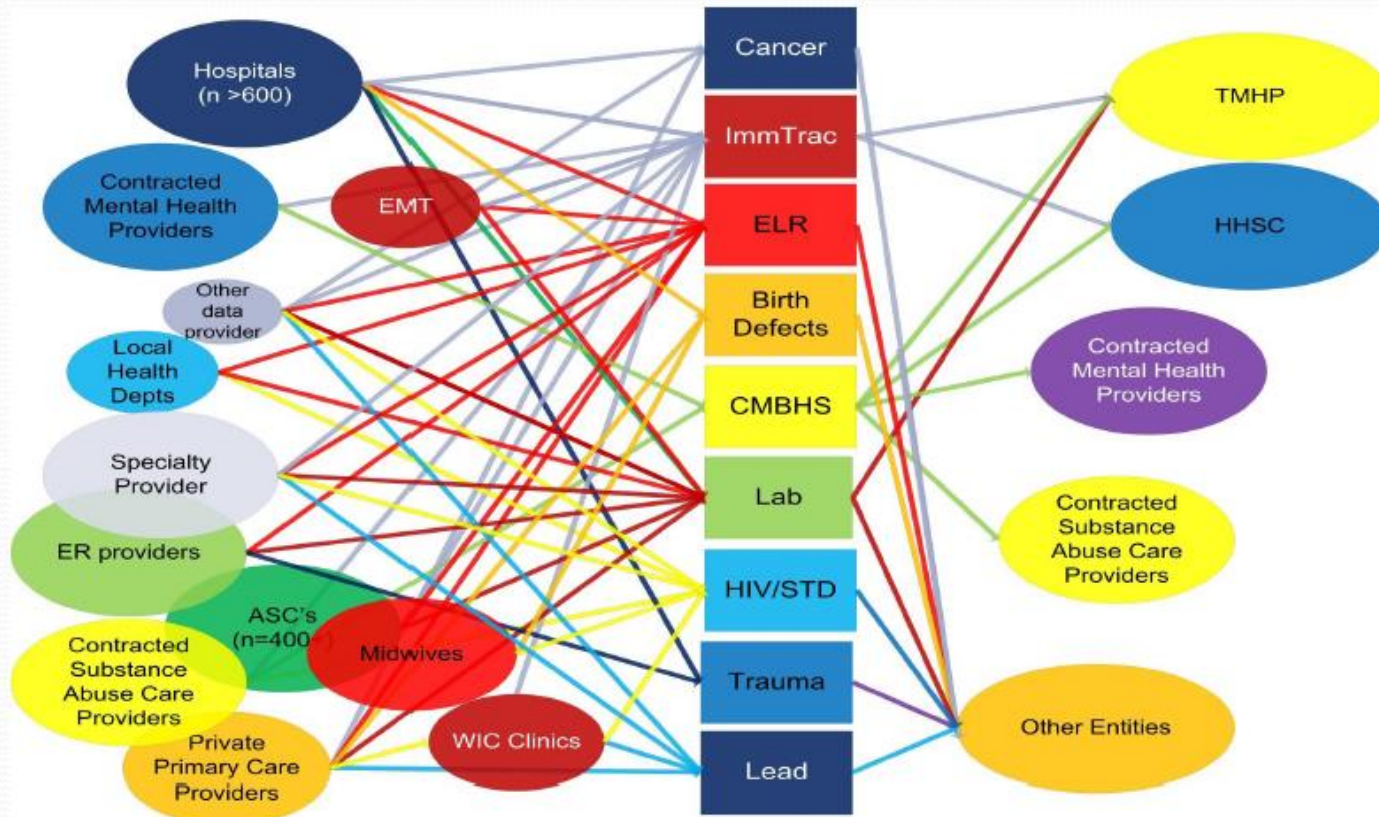 Hospitals
(n >600)
Contracted
Mental Health
Providers
EMT
Other
data
provider
Local
Health
Depts
Specialty
Provider
ER providers
ASC's
(n=400+)
Midwives
Contracted
Substance
Abuse Care
Providers
WIC Clinics
Private
Primary Care
Providers
Cancer
ImmTrac
ELR
Birth
Defects
CMBHS
Lab
HIV/STD
Trauma
Lead
TMHP
HHSC
Contracted
Mental Health
Providers
Contracted
Substance
Abuse Care
Providers
Other Entities